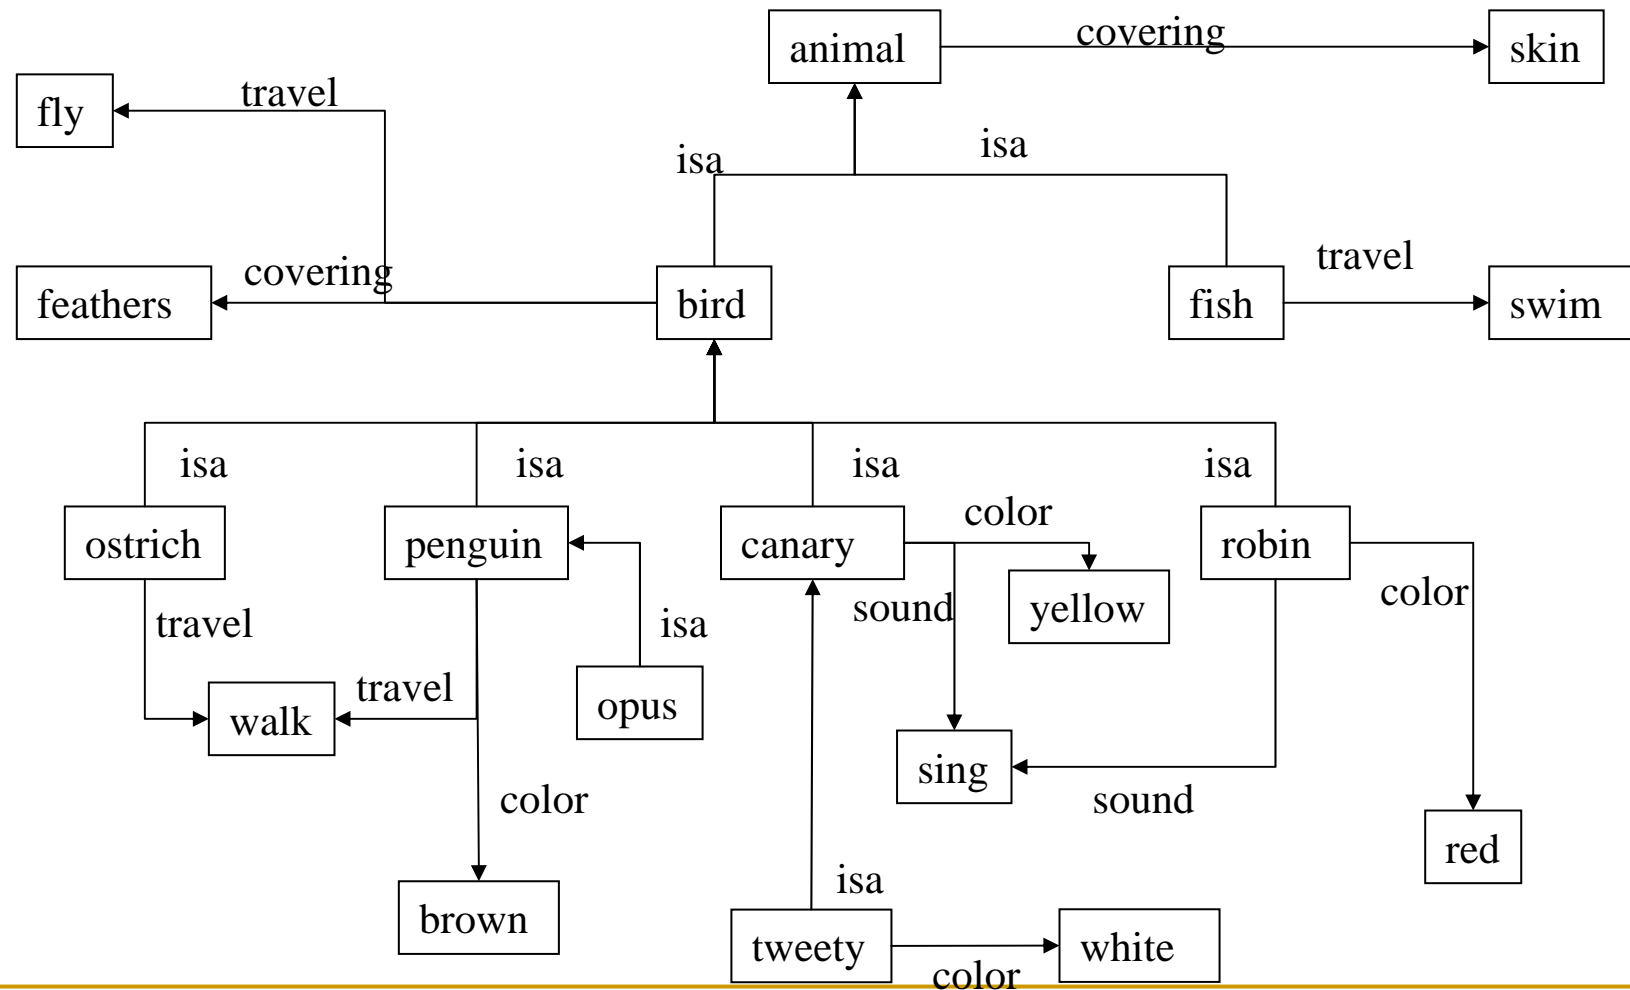 animal
covering
skin
fly
travel
isa
isa
feathers
covering
bird
fish
travel
swim
isa
isa
isa
isa
ostrich
penguin
canary
color
robin
travel
isa
sound
yellow
color
walk
travel
opus
sing
color
sound
red
brown
isa
tweety
color
white